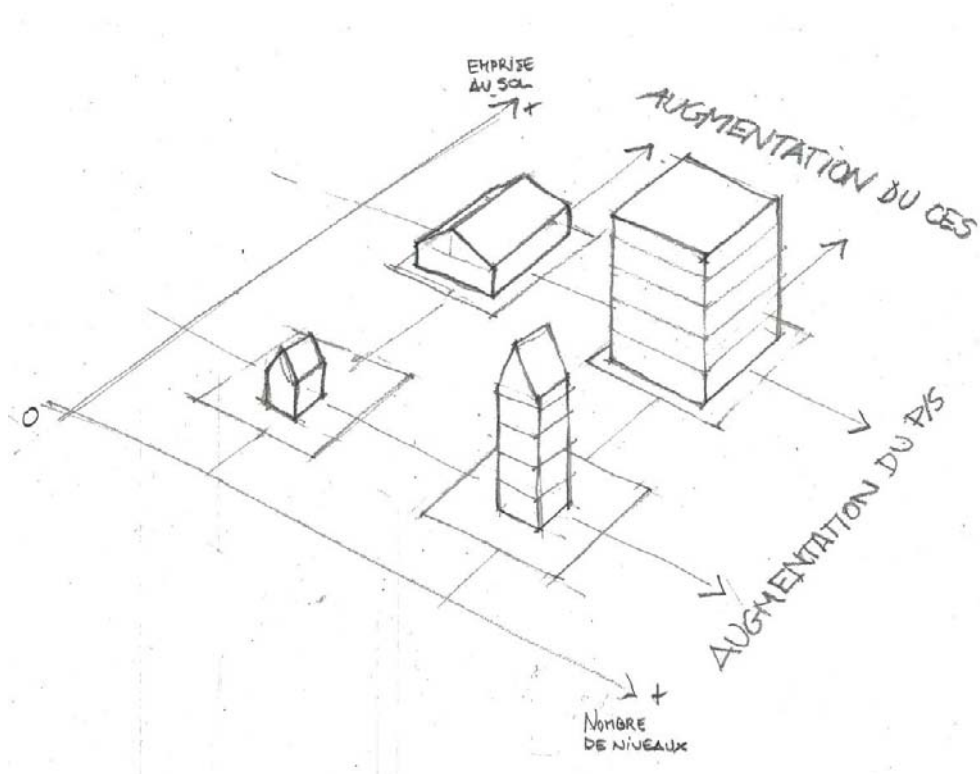 EMPRISE
AU SOL
+
AUGMENTATION DU CES
O
AUGMENTATION DU P/S
+
NOMBRE
DE NIVEAUX